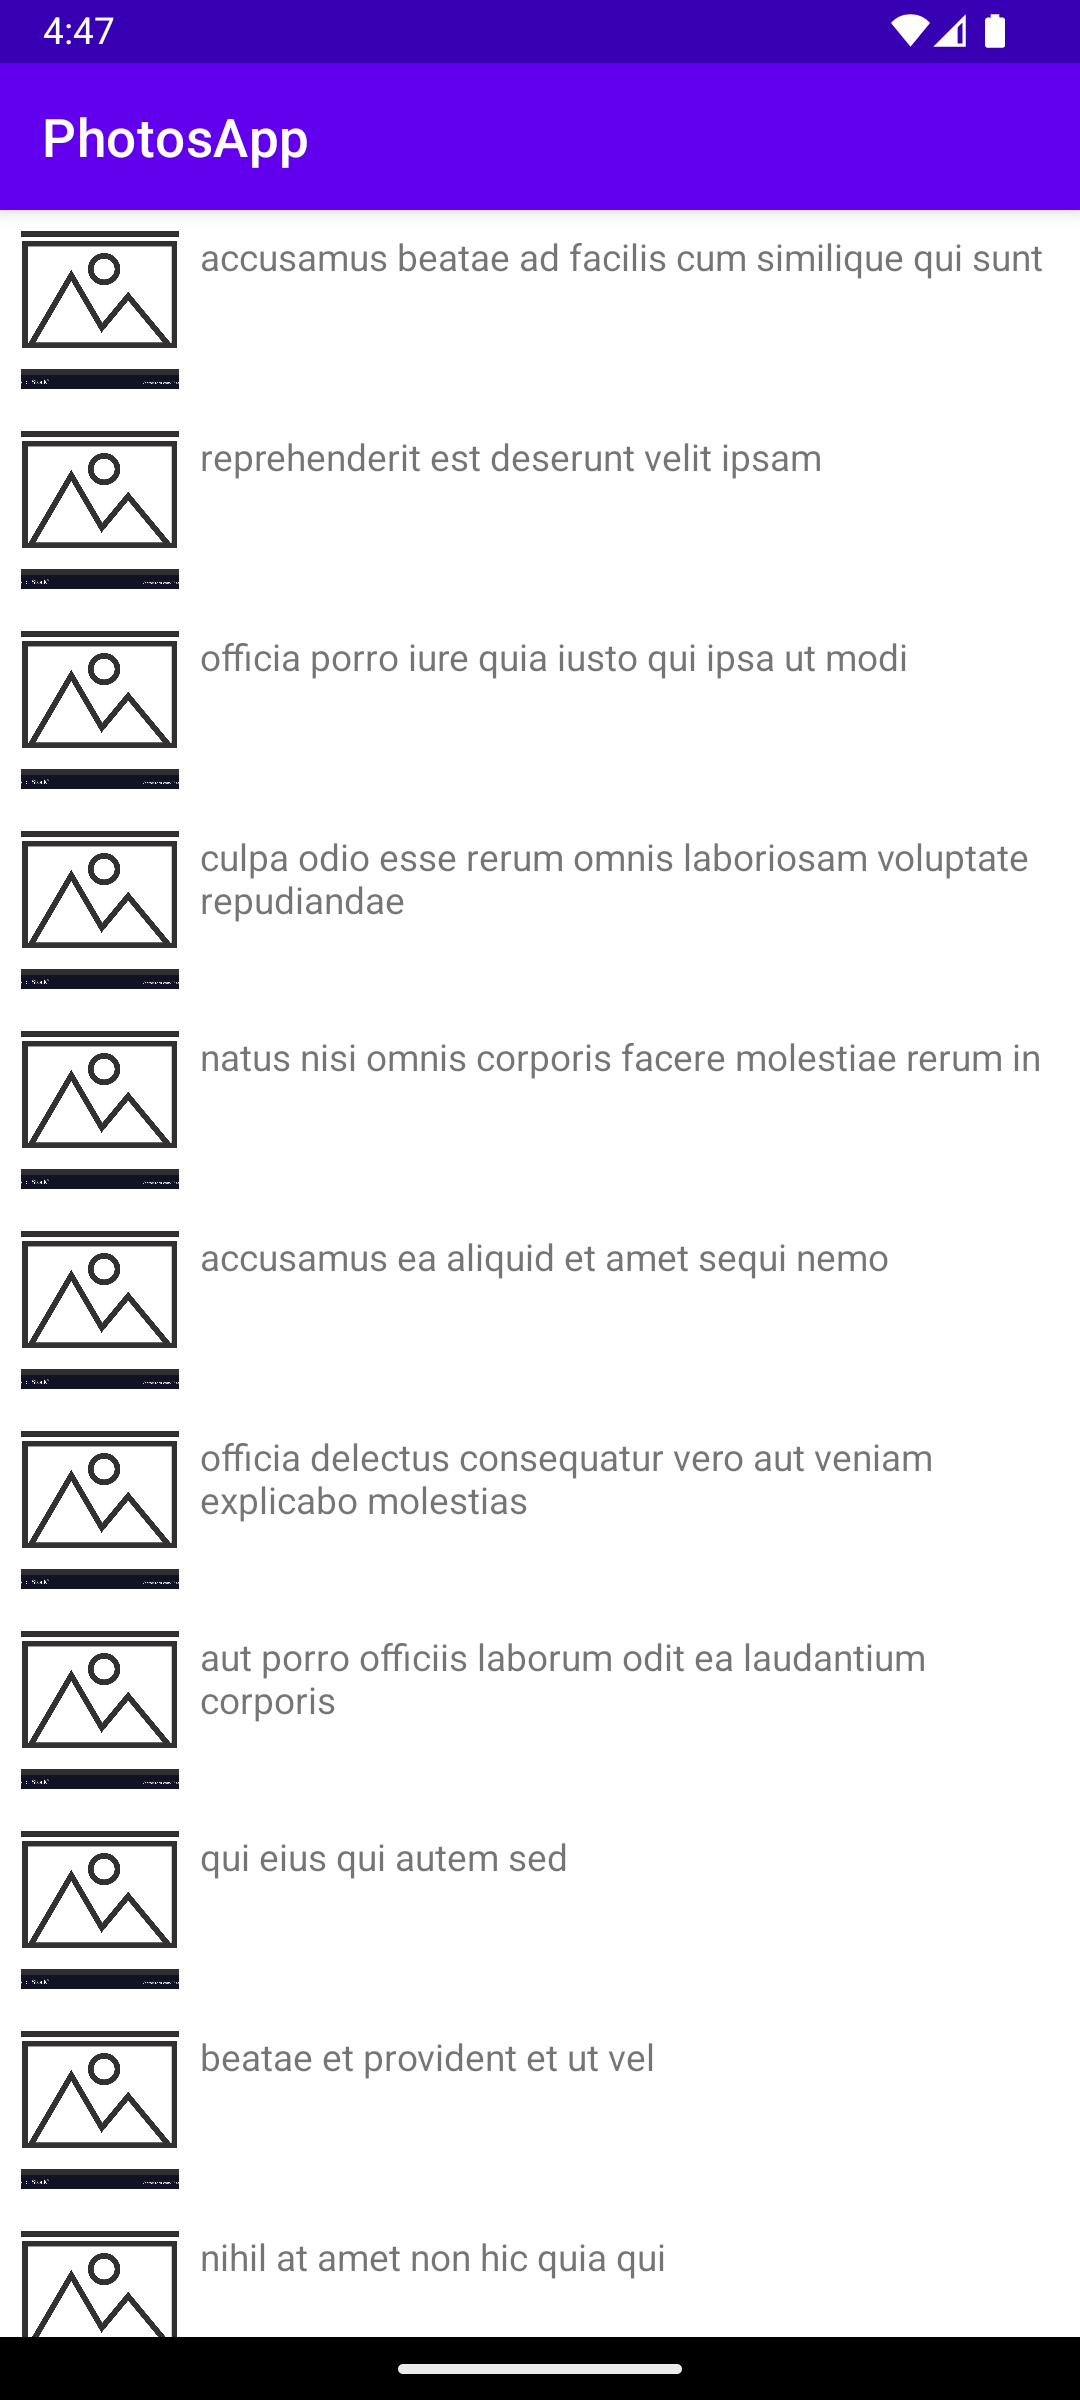 4:47
PhotosApp
accusamus beatae ad facilis cum similique qui sunt
reprehenderit est deserunt velit ipsam
officia porro iure quia iusto qui ipsa ut modi
culpa odio esse rerum omnis laboriosam voluptate
repudiandae
natus nisi omnis corporis facere molestiae rerum in
accusamus ea aliquid et amet sequi nemo
officia delectus consequatur vero aut veniam
explicabo molestias
aut porro officiis laborum odit ea laudantium
corporis
qui eius qui autem sed
beatae et provident et ut vel
nihil at amet non hic quia qui